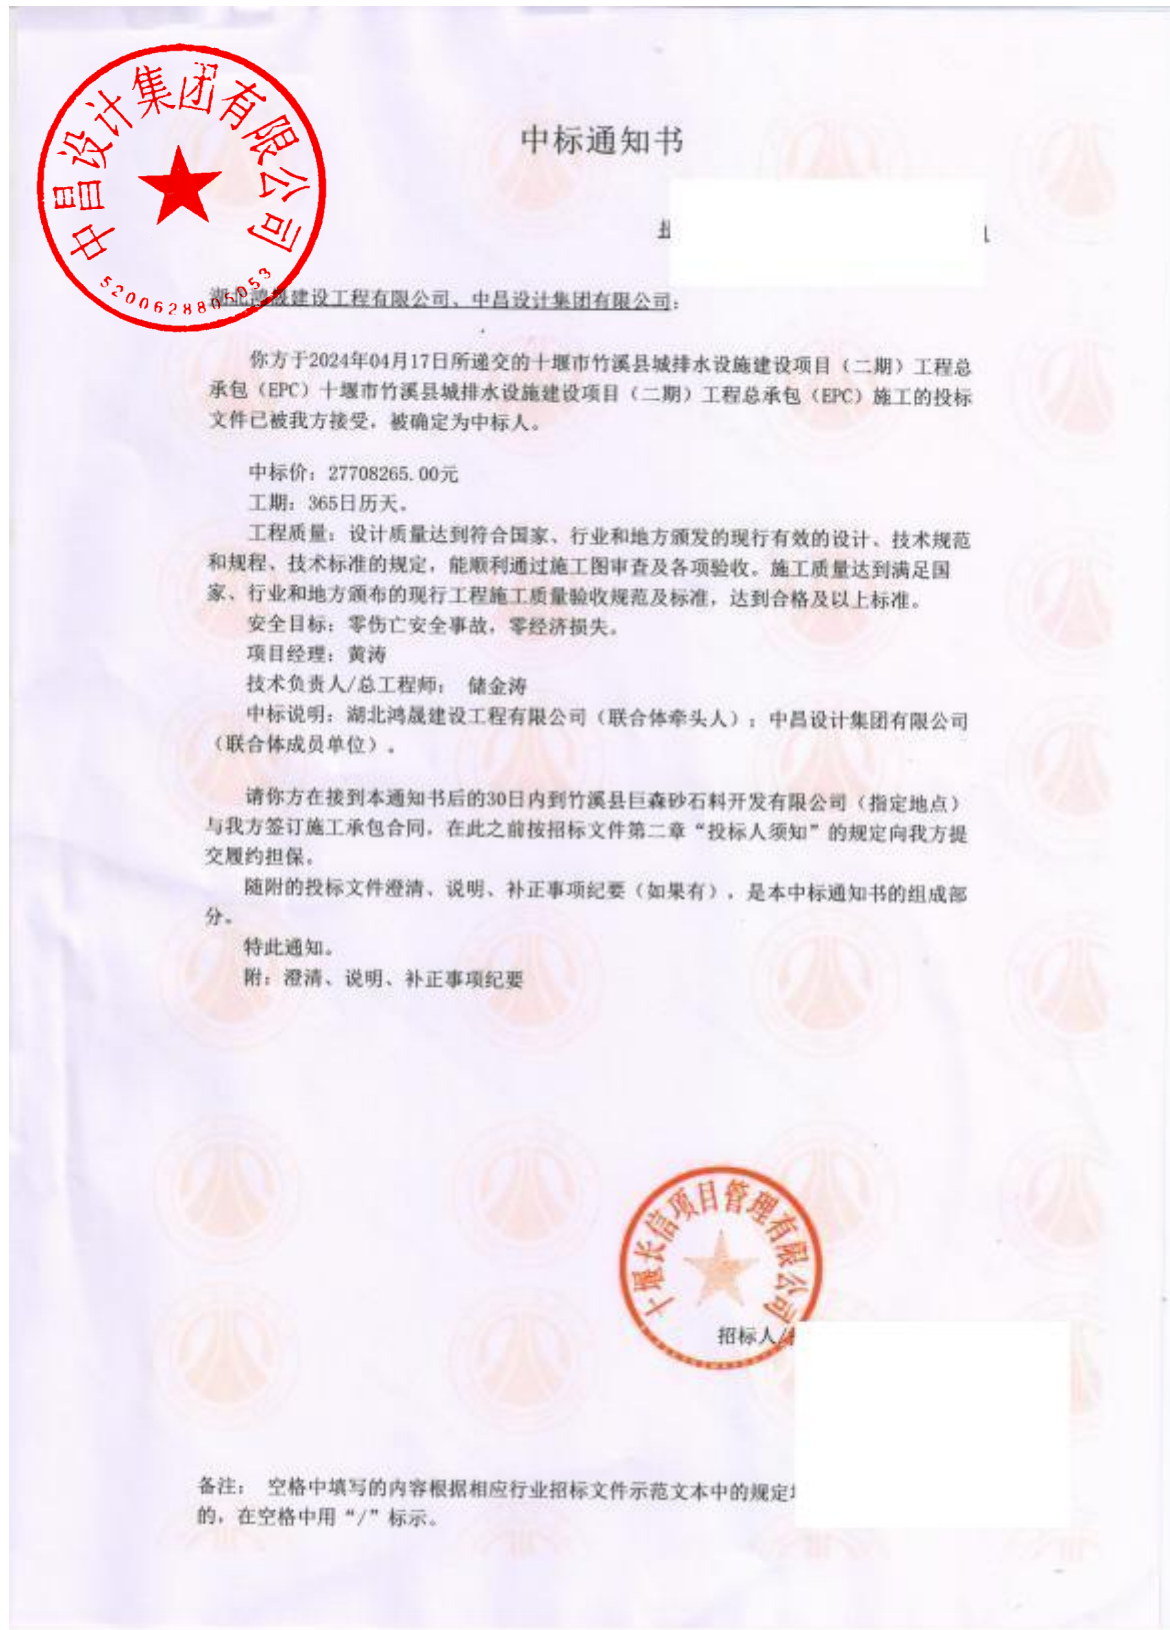 中昌设计集团有限公司
5200628805053
中标通知书
湖北鸿晟建设工程有限公司、中昌设计集团有限公司：
你方于2024年04月17日所递交的十堰市竹溪县城排水设施建设项目（二期）工程总
承包（EPC）十堰市竹溪县城排水设施建设项目（二期）工程总承包（EPC）施工的投标
文件已被我方接受，被确定为中标人。
中标价：27708265.00元
工期：365日历天。
工程质量：设计质量达到符合国家、行业和地方颁发的现行有效的设计、技术规范
和规程、技术标准的规定，能顺利通过施工图审查及各项验收。施工质量达到满足国
家、行业和地方颁布的现行工程施工质量验收规范及标准，达到合格及以上标准。
安全目标：零伤亡安全事故，零经济损失。
项目经理：黄涛
技术负责人/总工程师： 储金涛
中标说明：湖北鸿晟建设工程有限公司（联合体牵头人）；中昌设计集团有限公司
（联合体成员单位）。
请你方在接到本通知书后的30日内到竹溪县巨森砂石料开发有限公司（指定地点）
与我方签订施工承包合同，在此之前按招标文件第二章“投标人须知”的规定向我方提
交履约担保。
随附的投标文件澄清、说明、补正事项纪要（如果有），是本中标通知书的组成部
分。
特此通知。
附：澄清、说明、补正事项纪要
十堰长信项目管理有限公司
招标人/
备注： 空格中填写的内容根据相应行业招标文件示范文本中的规定
的，在空格中用“/”标示。